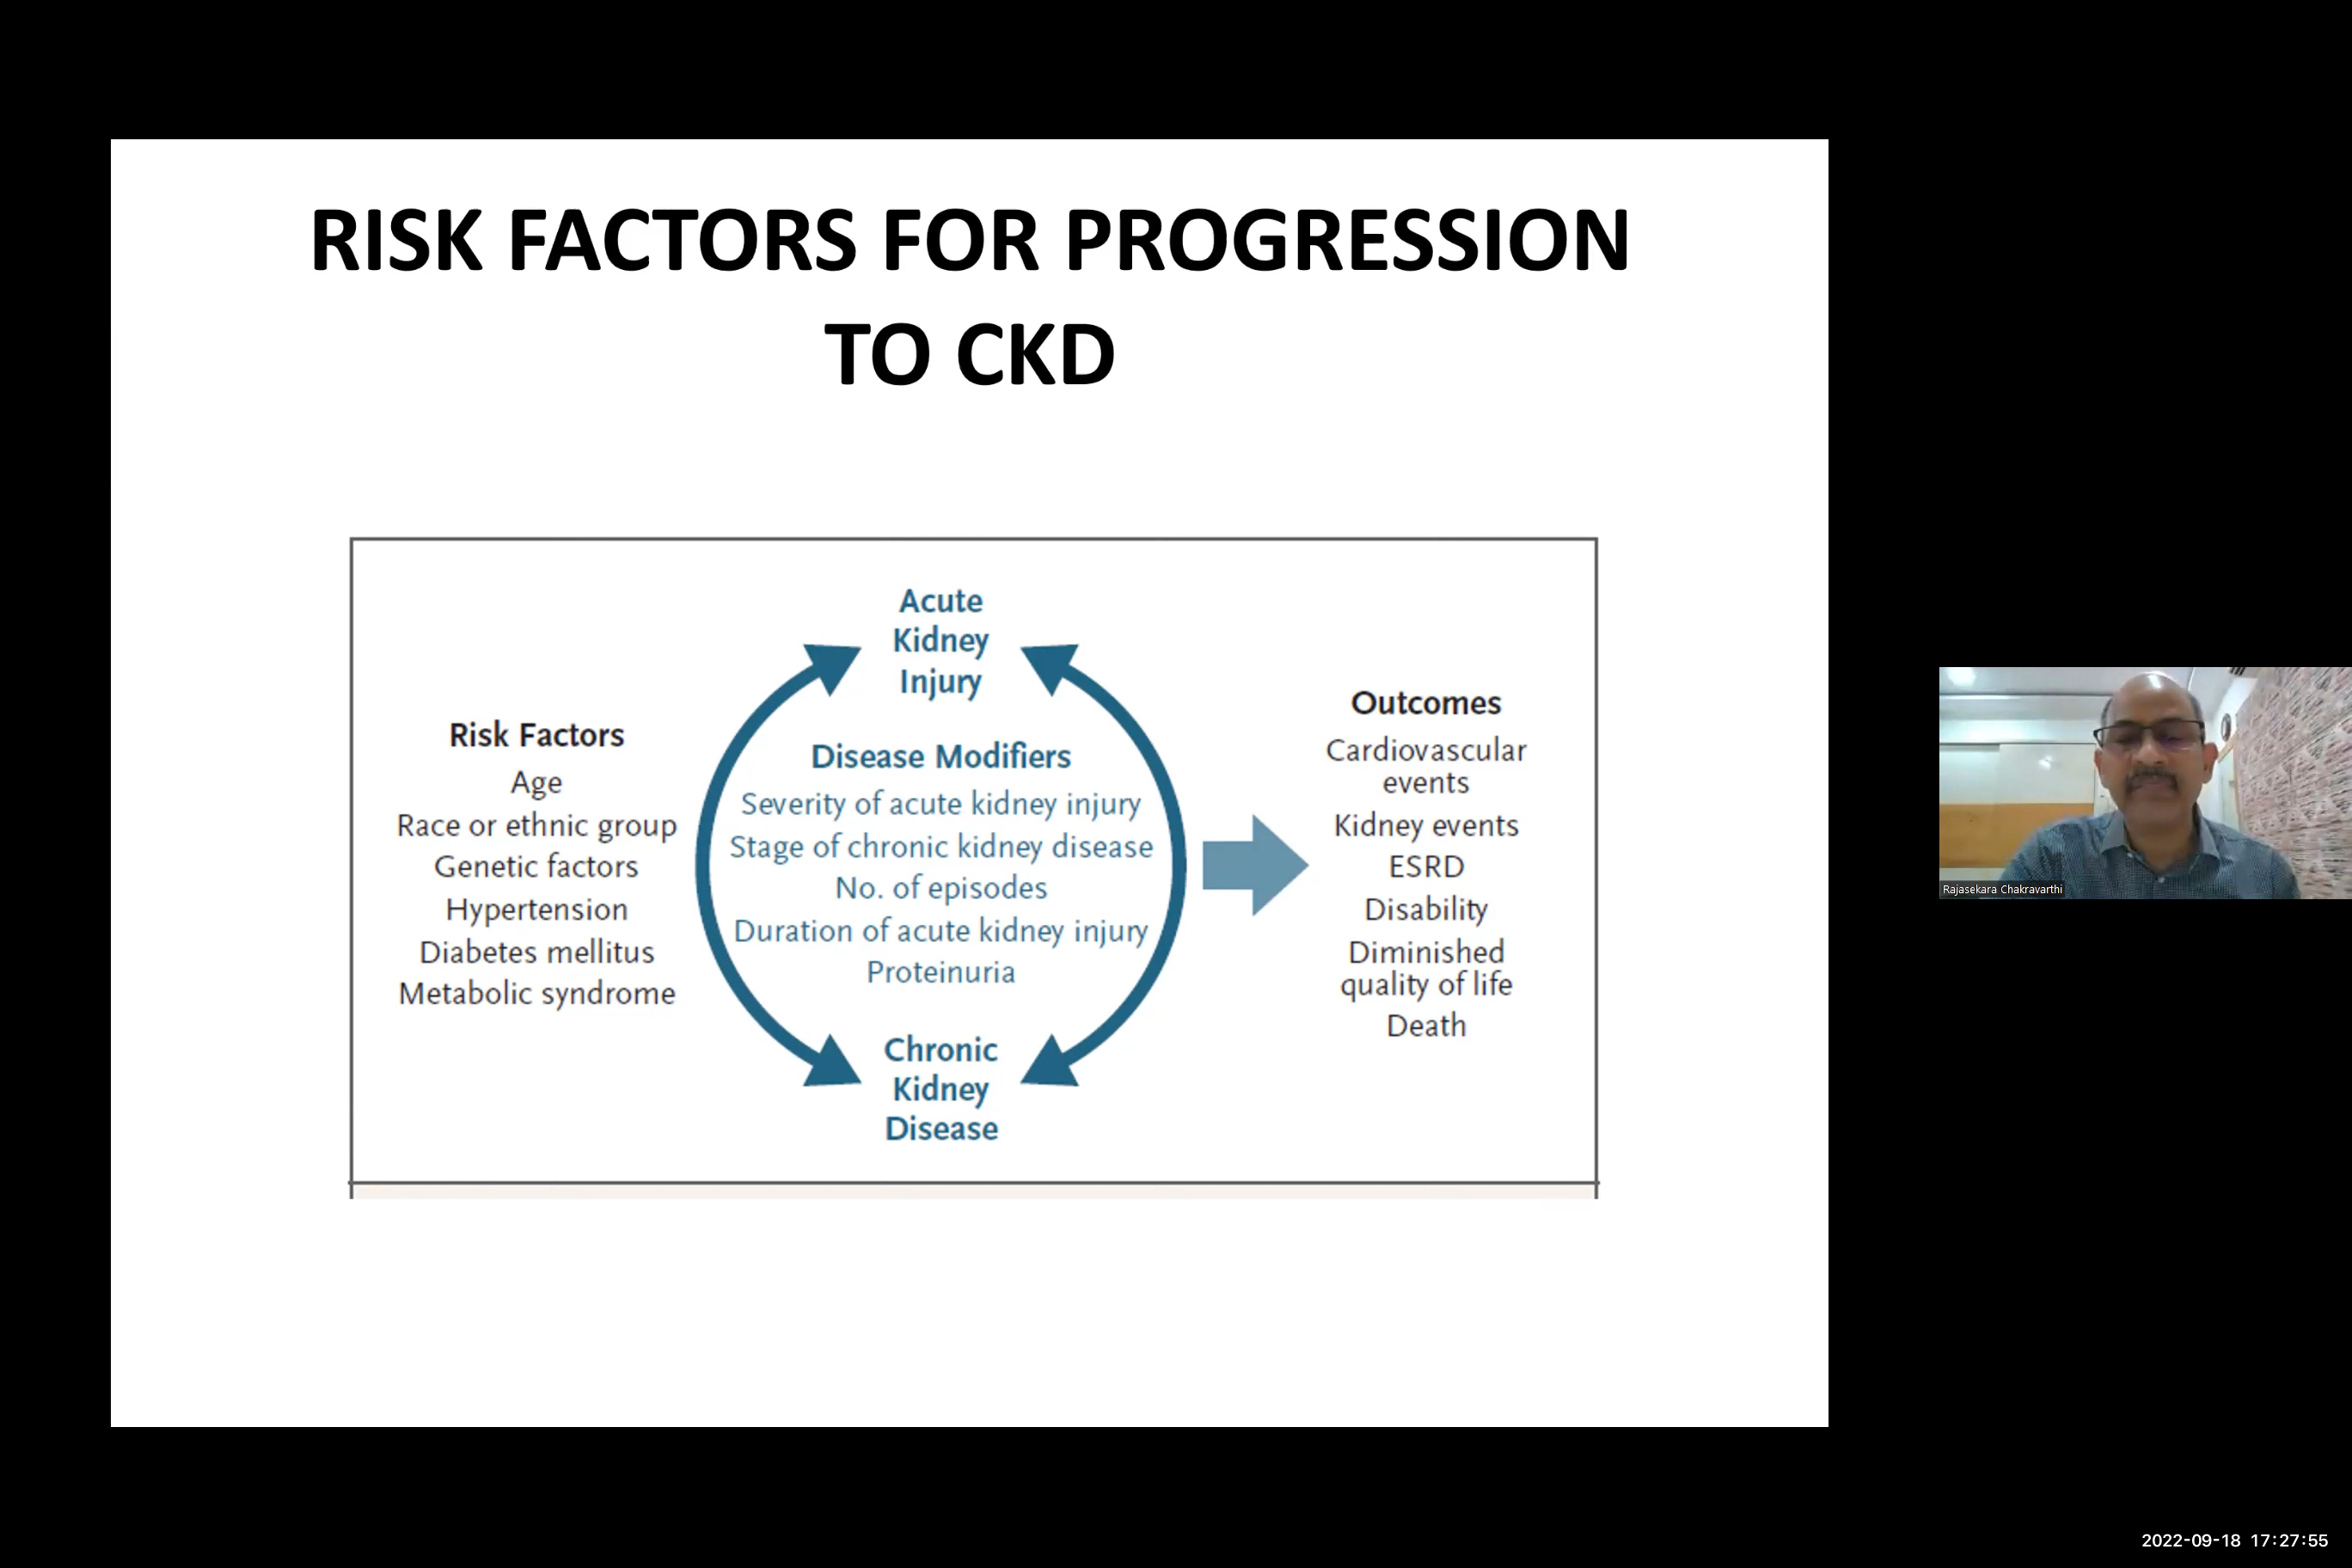 RISK FACTORS FOR PROGRESSION
TO CKD
Risk Factors
Age
Race or ethnic group
Genetic factors
Hypertension
Diabetes mellitus
Metabolic syndrome
Acute
Kidney
Injury
Disease Modifiers
Severity of acute kidney injury
Stage of chronic kidney disease
No. of episodes
Duration of acute kidney injury
Proteinuria
Chronic
Kidney
Disease
Outcomes
Cardiovascular
events
Kidney events
ESRD
Disability
Diminished
quality of life
Death
Rajasekara Chakravarthi
2022-09-18 17:27:55